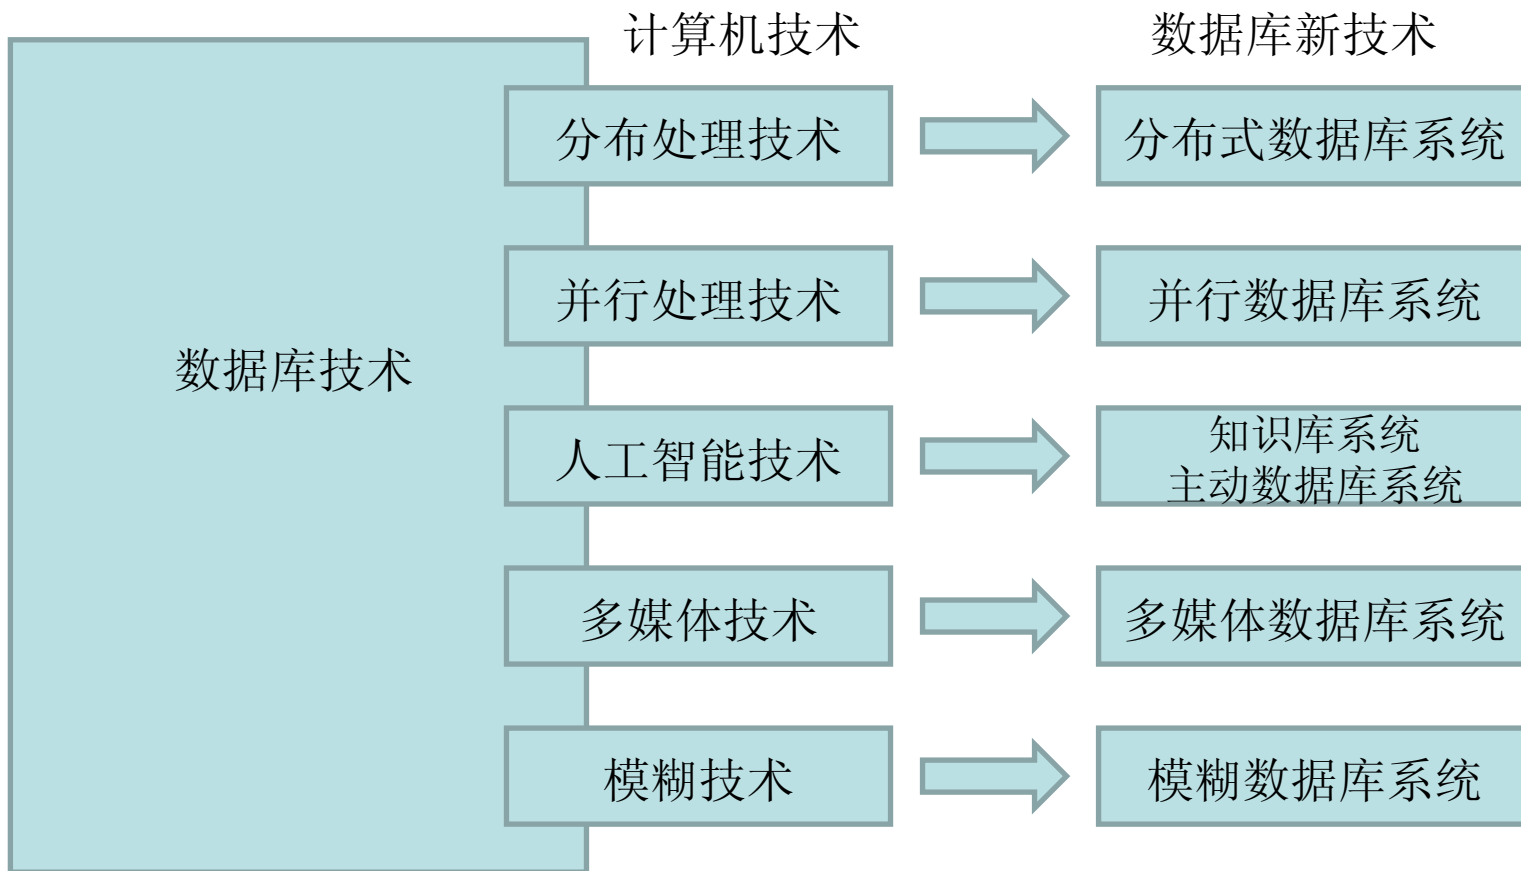 计算机技术
数据库新技术
数据库技术
分布处理技术
分布式数据库系统
并行处理技术
并行数据库系统
人工智能技术
知识库系统
主动数据库系统
多媒体技术
多媒体数据库系统
模糊技术
模糊数据库系统